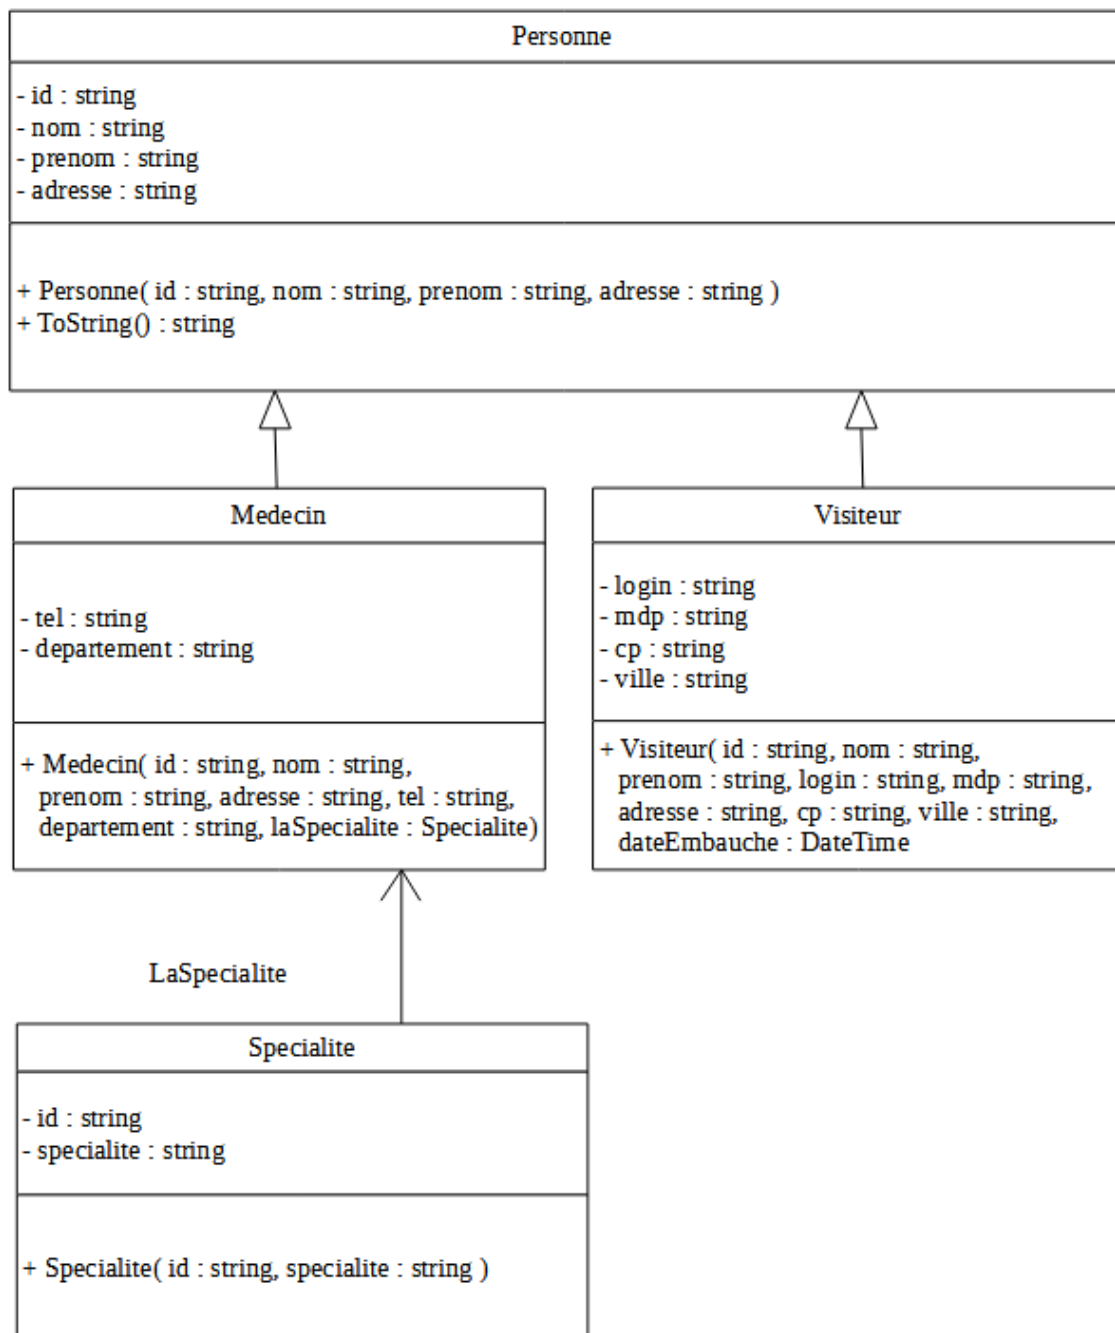 Personne
- id : string
- nom : string
- prenom : string
- adresse : string
+ Personne( id : string, nom : string, prenom : string, adresse : string )
+ ToString() : string
Medecin
- tel : string
- departement : string
+ Medecin( id : string, nom : string,
prenom : string, adresse : string, tel : string,
departement : string, laSpecialite : Specialite)
Visiteur
- login : string
- mdp : string
- cp : string
- ville : string
+ Visiteur( id : string, nom : string,
prenom : string, login : string, mdp : string,
adresse : string, cp : string, ville : string,
dateEmbauche : DateTime
LaSpecialite
Specialite
- id : string
- specialite : string
+ Specialite( id : string, specialite : string )